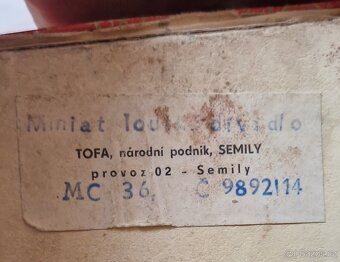 Miniat
TOFA, národní podnik, SEMILY
provoz 02 - Semily
MC 36, Č 9892114